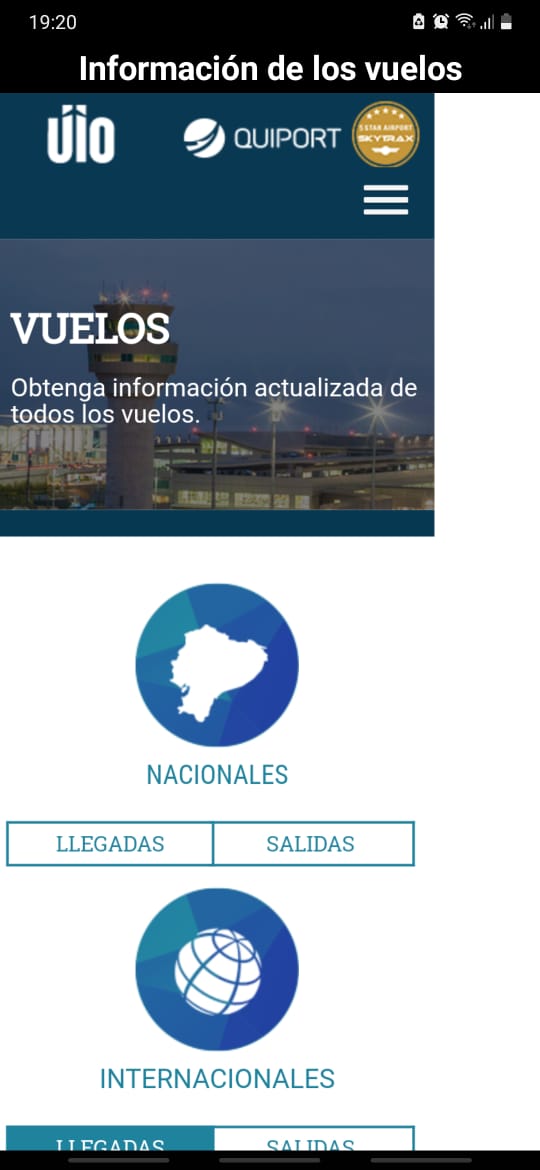 19:20
Información de los vuelos
UIO
QUIPORT
5 STAR AIRPORT
SKYTRAX
VUELOS
Obtenga información actualizada de
todos los vuelos.
NACIONALES
LLEGADAS
SALIDAS
INTERNACIONALES
LLEGADAS
SALIDAS